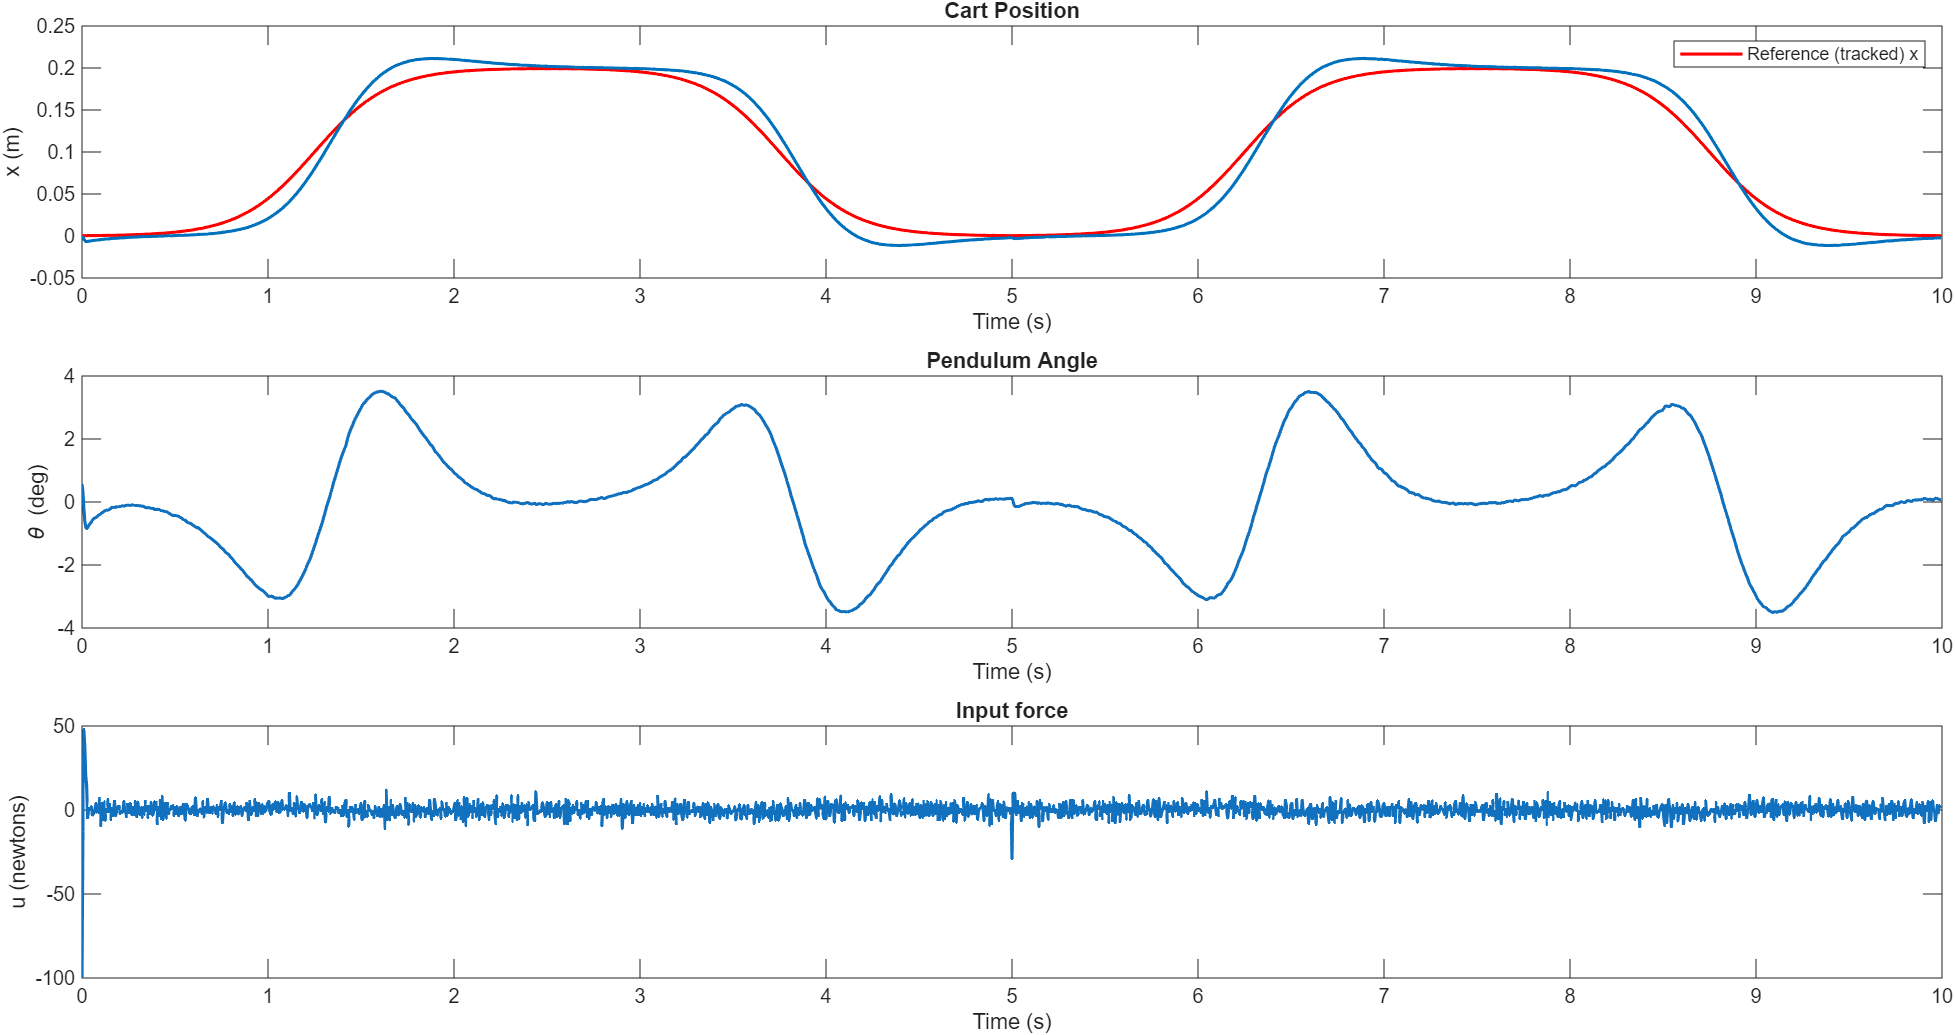 Cart Position
0.25
0.2
0.15
0.1
0.05
0
-0.05
x (m)
Reference (tracked) x
0 1 2 3 4 5 6 7 8 9 10
Time (s)
Pendulum Angle
4
2
0
-2
-4
θ (deg)
0 1 2 3 4 5 6 7 8 9 10
Time (s)
Input force
50
0
-50
-100
u (newtons)
0 1 2 3 4 5 6 7 8 9 10
Time (s)